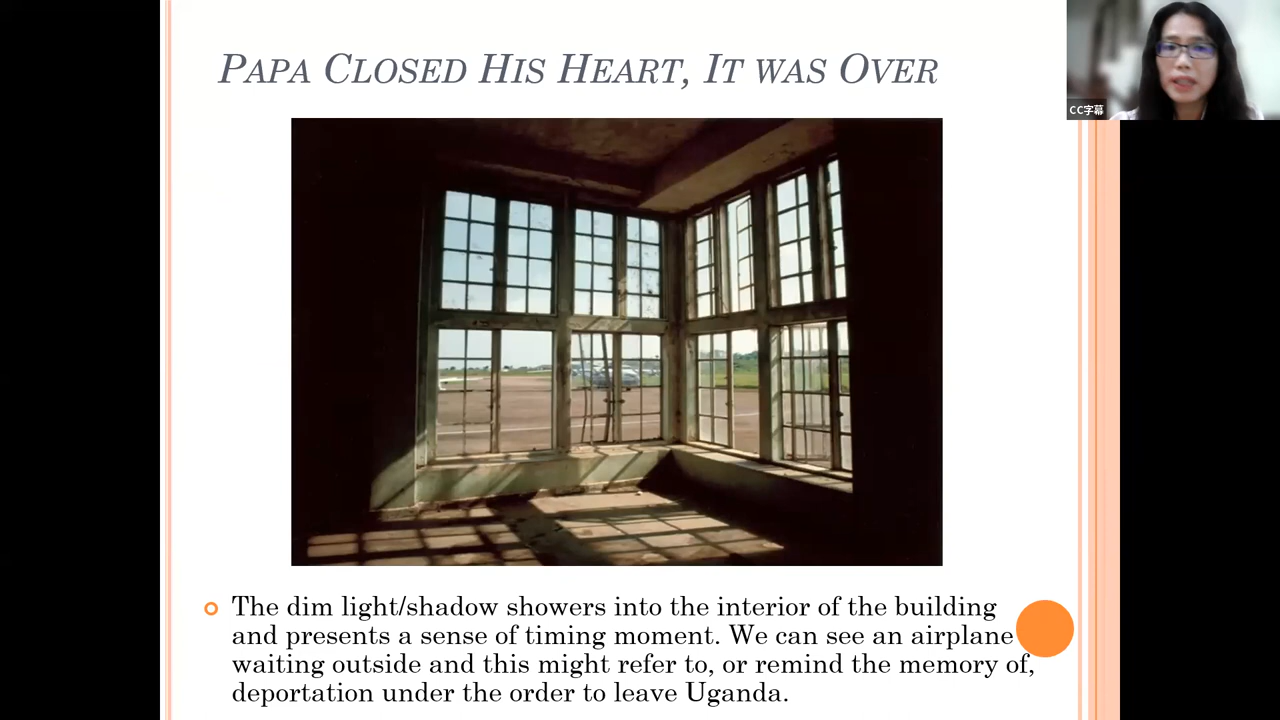 PAPA CLOSED HIS HEART, IT WAS OVER
CC字幕
The dim light/shadow showers into the interior of the building
and presents a sense of timing moment. We can see an airplane
waiting outside and this might refer to, or remind the memory of,
deportation under the order to leave Uganda.